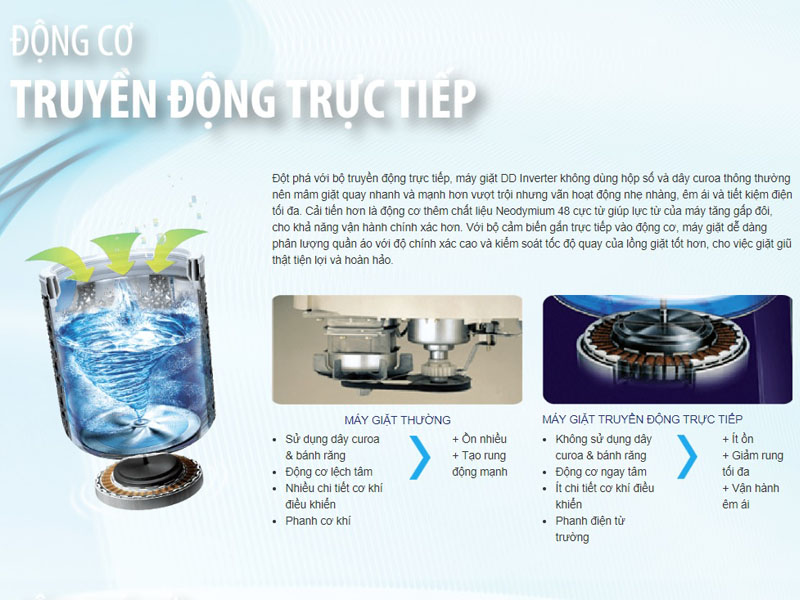 ĐỘNG CƠ
TRUYỀN ĐỘNG TRỰC TIẾP
Đột phá với bộ truyền động trực tiếp, máy giặt DD Inverter không dùng hộp số và dây curoa thông thường
nên mâm giặt quay nhanh và mạnh hơn vượt trội nhưng vẫn hoạt động nhẹ nhàng, êm ái và tiết kiệm điện
tối đa. Cải tiến hơn là động cơ thêm chất liệu Neodymium 48 cực từ giúp lực từ của máy tăng gấp đôi,
cho khả năng vận hành chính xác hơn. Với bộ cảm biến gắn trực tiếp vào động cơ, máy giặt dễ dàng
phân lượng quần áo với độ chính xác cao và kiểm soát tốc độ quay của lồng giặt tốt hơn, cho việc giặt giũ
thật tiện lợi và hoàn hảo.
MÁY GIẶT THƯỜNG
• Sử dụng dây curoa
& bánh răng
• Động cơ lệch tâm
• Nhiều chi tiết cơ khí
điều khiển
• Phanh cơ khí
+ Ồn nhiều
+ Tạo rung
động mạnh
MÁY GIẶT TRUYỀN ĐỘNG TRỰC TIẾP
• Không sử dụng dây
curoa & bánh răng
• Động cơ ngay tâm
• Ít chi tiết cơ khí điều
khiển
• Phanh điện từ
trường
+ Ít ồn
+ Giảm rung
tối đa
+ Vận hành
êm ái